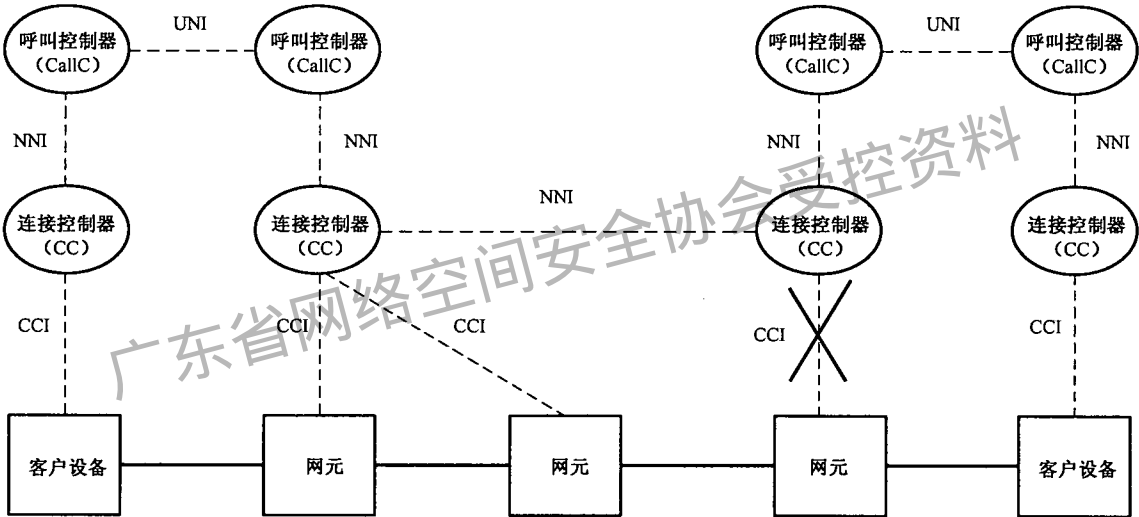 UNI
UNI
呼叫控制器
（CallC）
呼叫控制器
（CallC）
呼叫控制器
（CallC）
呼叫控制器
（CallC）
NNI
NNI
NNI
NNI
NNI
连接控制器
（CC）
连接控制器
（CC）
连接控制器
（CC）
连接控制器
（CC）
CCI
CCI
CCI
CCI
CCI
客户设备
网元
网元
网元
客户设备
广东省网络空间安全协会受控资料